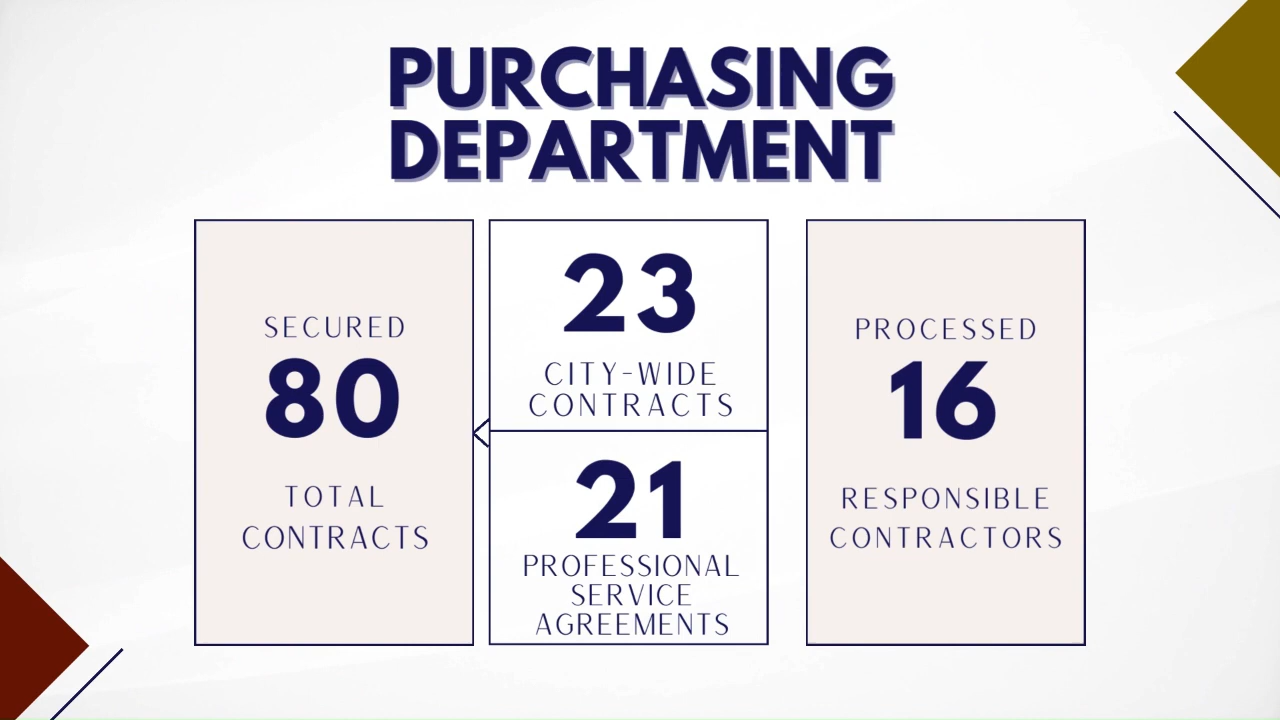 PURCHASING
DEPARTMENT
SECURED
80
TOTAL
CONTRACTS
23
CITY-WIDE
CONTRACTS
21
PROFESSIONAL
SERVICE
AGREEMENTS
PROCESSED
16
RESPONSIBLE
CONTRACTORS